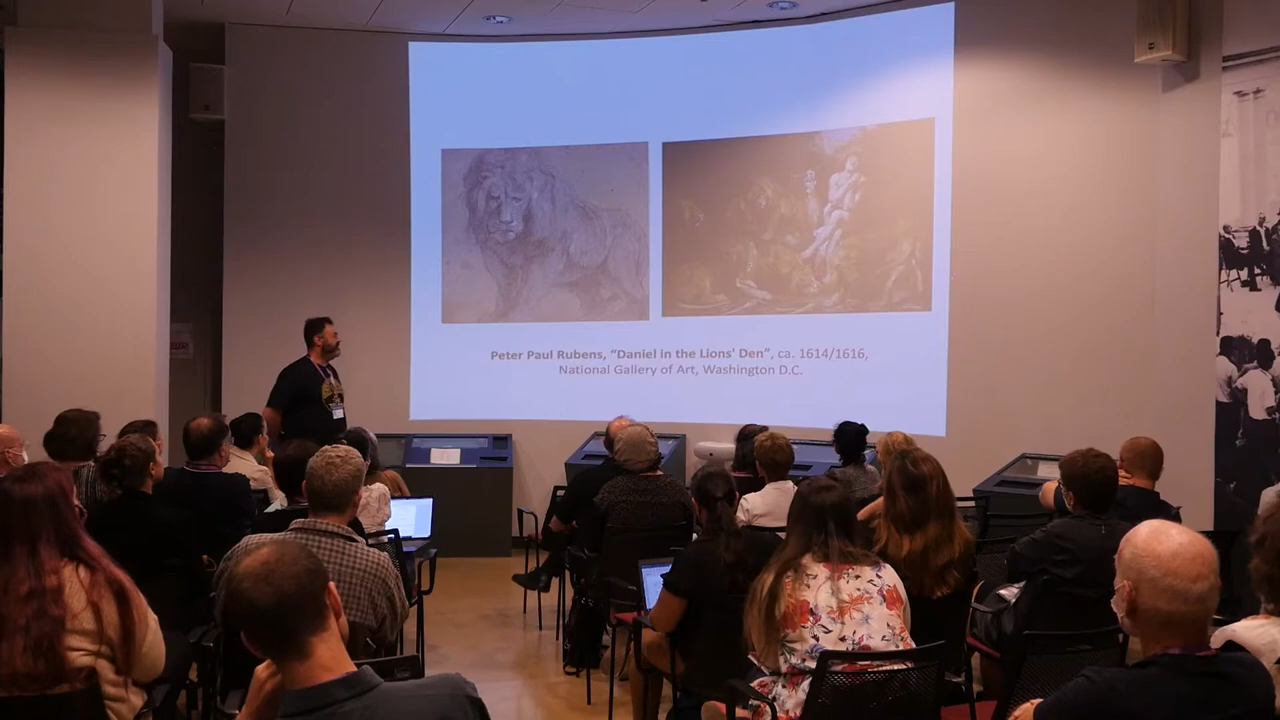 Peter Paul Rubens, “Daniel in the Lions' Den”, ca. 1614/1616,
National Gallery of Art, Washington D.C.